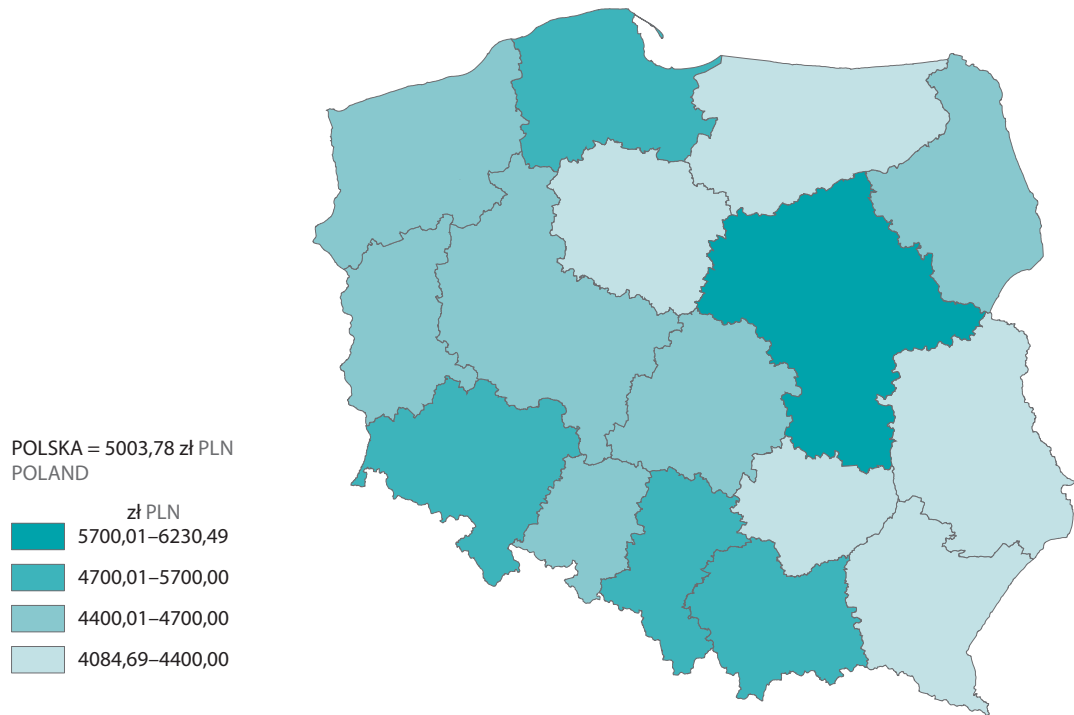 POLSKA = 5003,78 zł PLN
POLAND
zł PLN
5700,01–6230,49
4700,01–5700,00
4400,01–4700,00
4084,69–4400,00